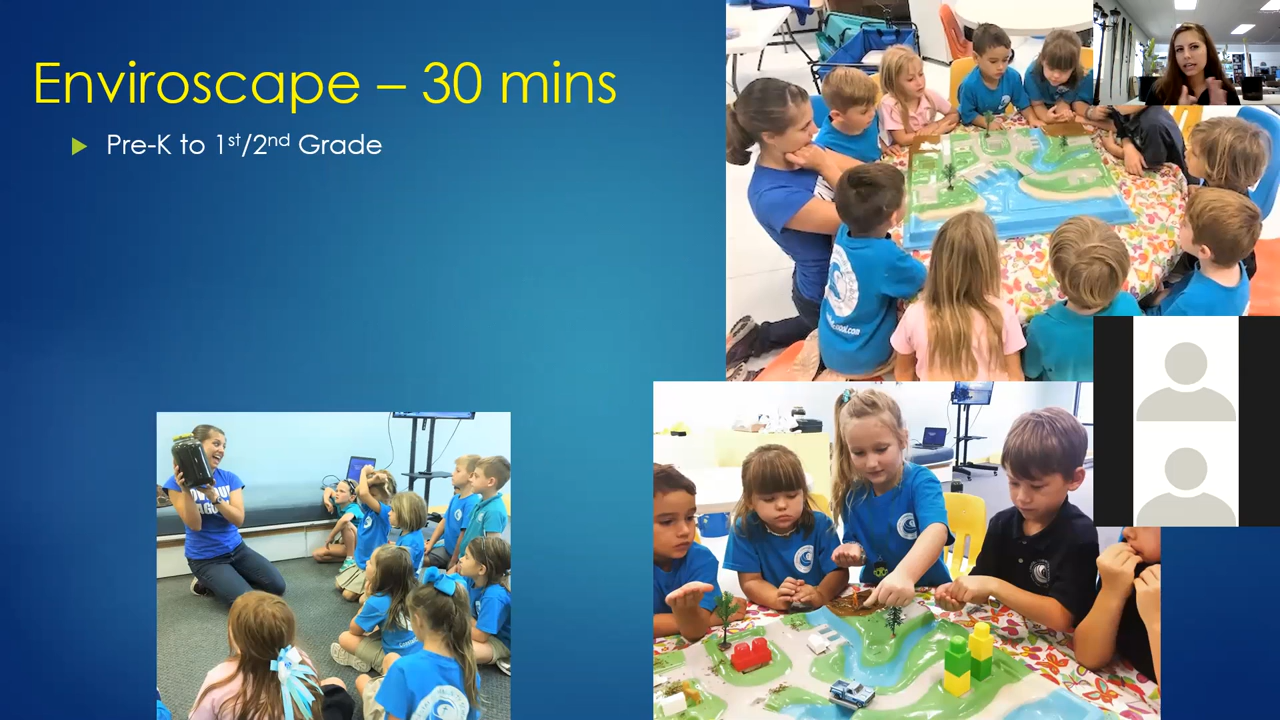 Enviroscape – 30 mins
Pre-K to 1st/2nd Grade